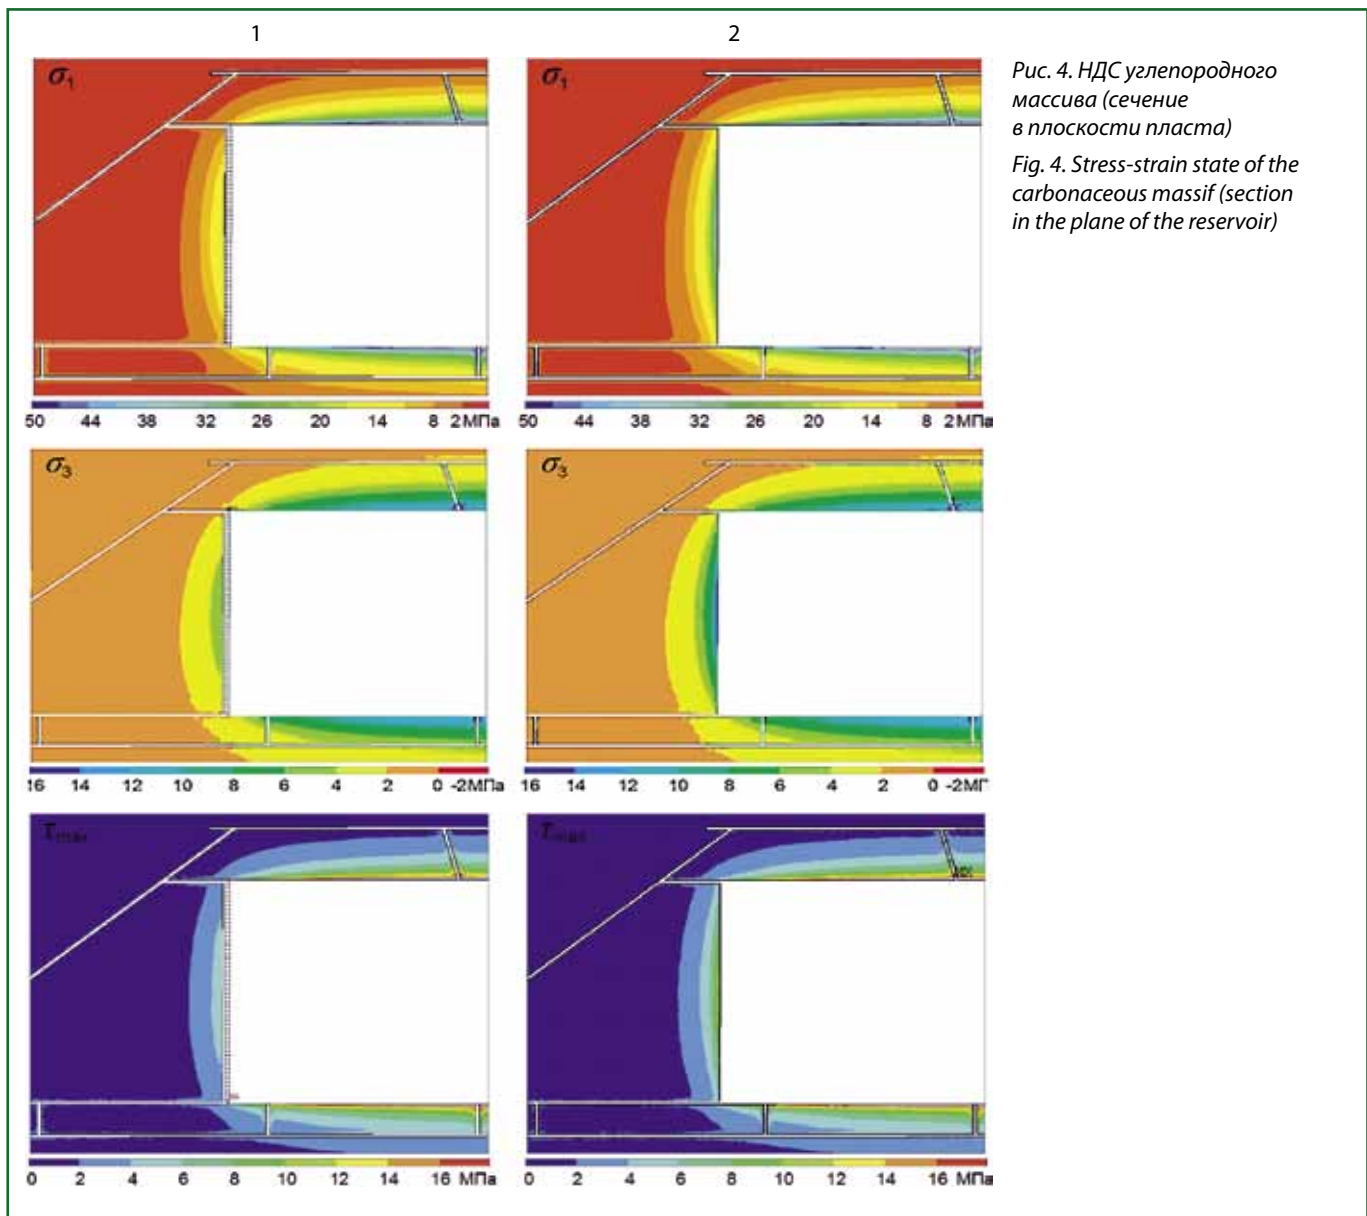 1
2
Рис. 4. НДС углепородного
массива (сечение
в плоскости пласта)
Fig. 4. Stress-strain state of the
carbonaceous massif (section
in the plane of the reservoir)
σ1
σ1
50 44 38 32 26 20 14 8 2 МПа
50 44 38 32 26 20 14 8 2 МПа
σ3
σ3
16 14 12 10 8 6 4 2 0 -2 МПа
16 14 12 10 8 6 4 2 0 -2 МГ
τmax
τmax
MX
0 2 4 6 8 10 12 14 16 МПа
0 2 4 6 8 10 12 14 16 МПа